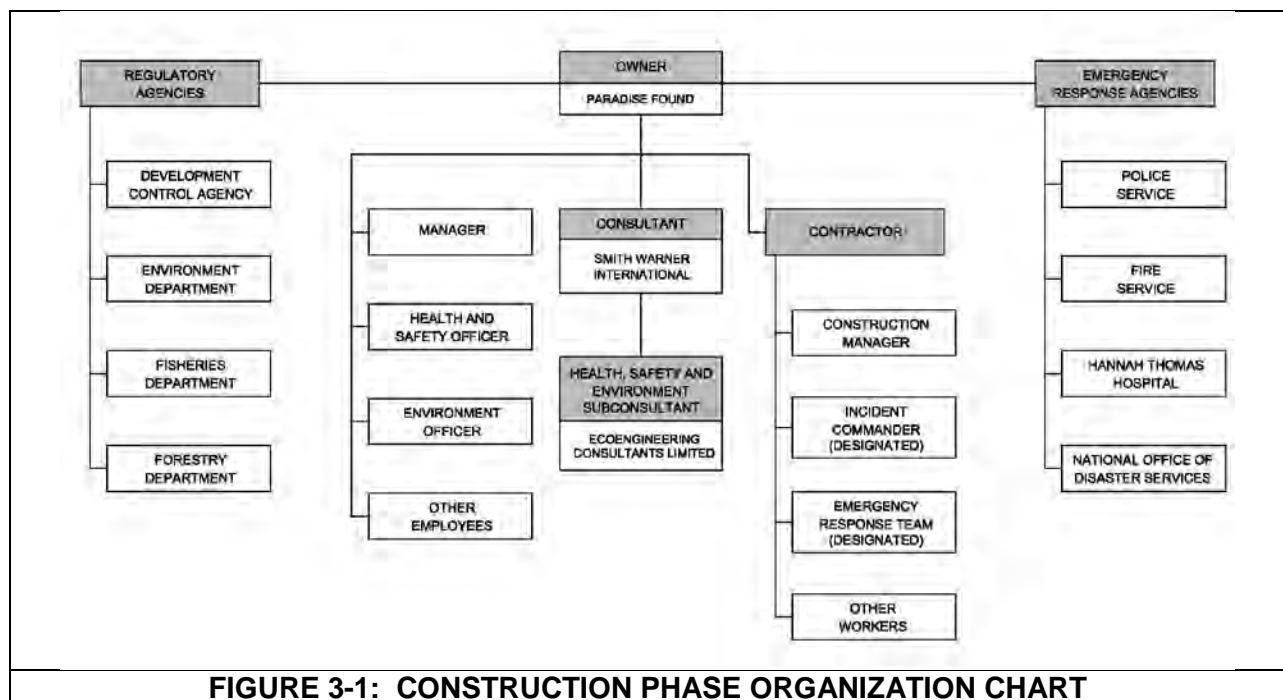 REGULATORY
AGENCIES
DEVELOPMENT
CONTROL AGENCY
ENVIRONMENT
DEPARTMENT
FISHERIES
DEPARTMENT
FORESTRY
DEPARTMENT
OWNER
PARADISE FOUND
MANAGER
HEALTH AND
SAFETY OFFICER
ENVIRONMENT
OFFICER
OTHER
EMPLOYEES
CONSULTANT
SMITH WARNER
INTERNATIONAL
HEALTH, SAFETY AND
ENVIRONMENT
SUBCONSULTANT
ECOENGINEERING
CONSULTANTS LIMITED
CONTRACTOR
CONSTRUCTION
MANAGER
INCIDENT
COMMANDER
(DESIGNATED)
EMERGENCY
RESPONSE TEAM
(DESIGNATED)
OTHER
WORKERS
EMERGENCY
RESPONSE AGENCIES
POLICE
SERVICE
FIRE
SERVICE
HANNAH THOMAS
HOSPITAL
NATIONAL OFFICE OF
DISASTER SERVICES
FIGURE 3-1: CONSTRUCTION PHASE ORGANIZATION CHART